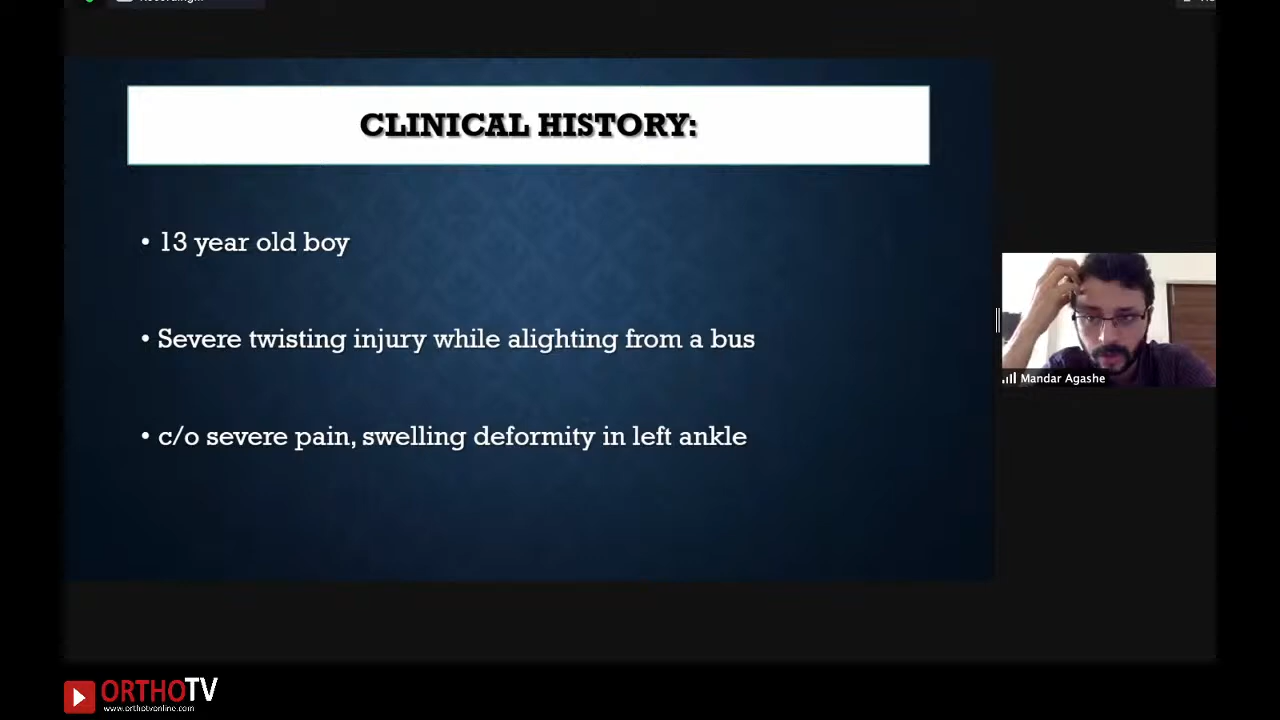 CLINICAL HISTORY:
• 13 year old boy
• Severe twisting injury while alighting from a bus
• c/o severe pain, swelling deformity in left ankle
Mandar Agashe
ORTHOTV
www.orthotvonline.com